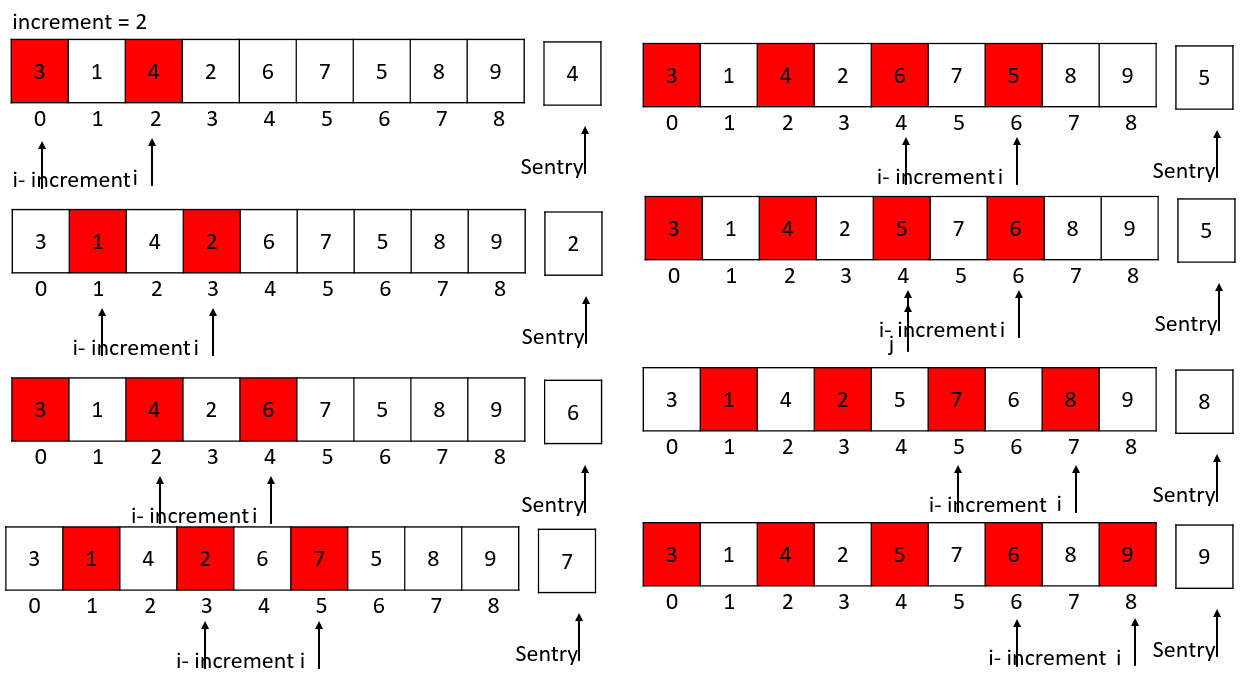 increment = 2
3 1 4 2 6 7 5 8 9 4
0 1 2 3 4 5 6 7 8
i- increment i Sentry
3 1 4 2 6 7 5 8 9 2
0 1 2 3 4 5 6 7 8
i- increment i Sentry
3 1 4 2 6 7 5 8 9 6
0 1 2 3 4 5 6 7 8
i- increment i Sentry
3 1 4 2 6 7 5 8 9 7
0 1 2 3 4 5 6 7 8
i- increment i Sentry
3 1 4 2 6 7 5 8 9 5
0 1 2 3 4 5 6 7 8
i- increment i Sentry
3 1 4 2 5 7 6 8 9 5
0 1 2 3 4 5 6 7 8
i- increment i Sentry
j
3 1 4 2 5 7 6 8 9 8
0 1 2 3 4 5 6 7 8
i- increment i Sentry
3 1 4 2 5 7 6 8 9 9
0 1 2 3 4 5 6 7 8
i- increment i Sentry